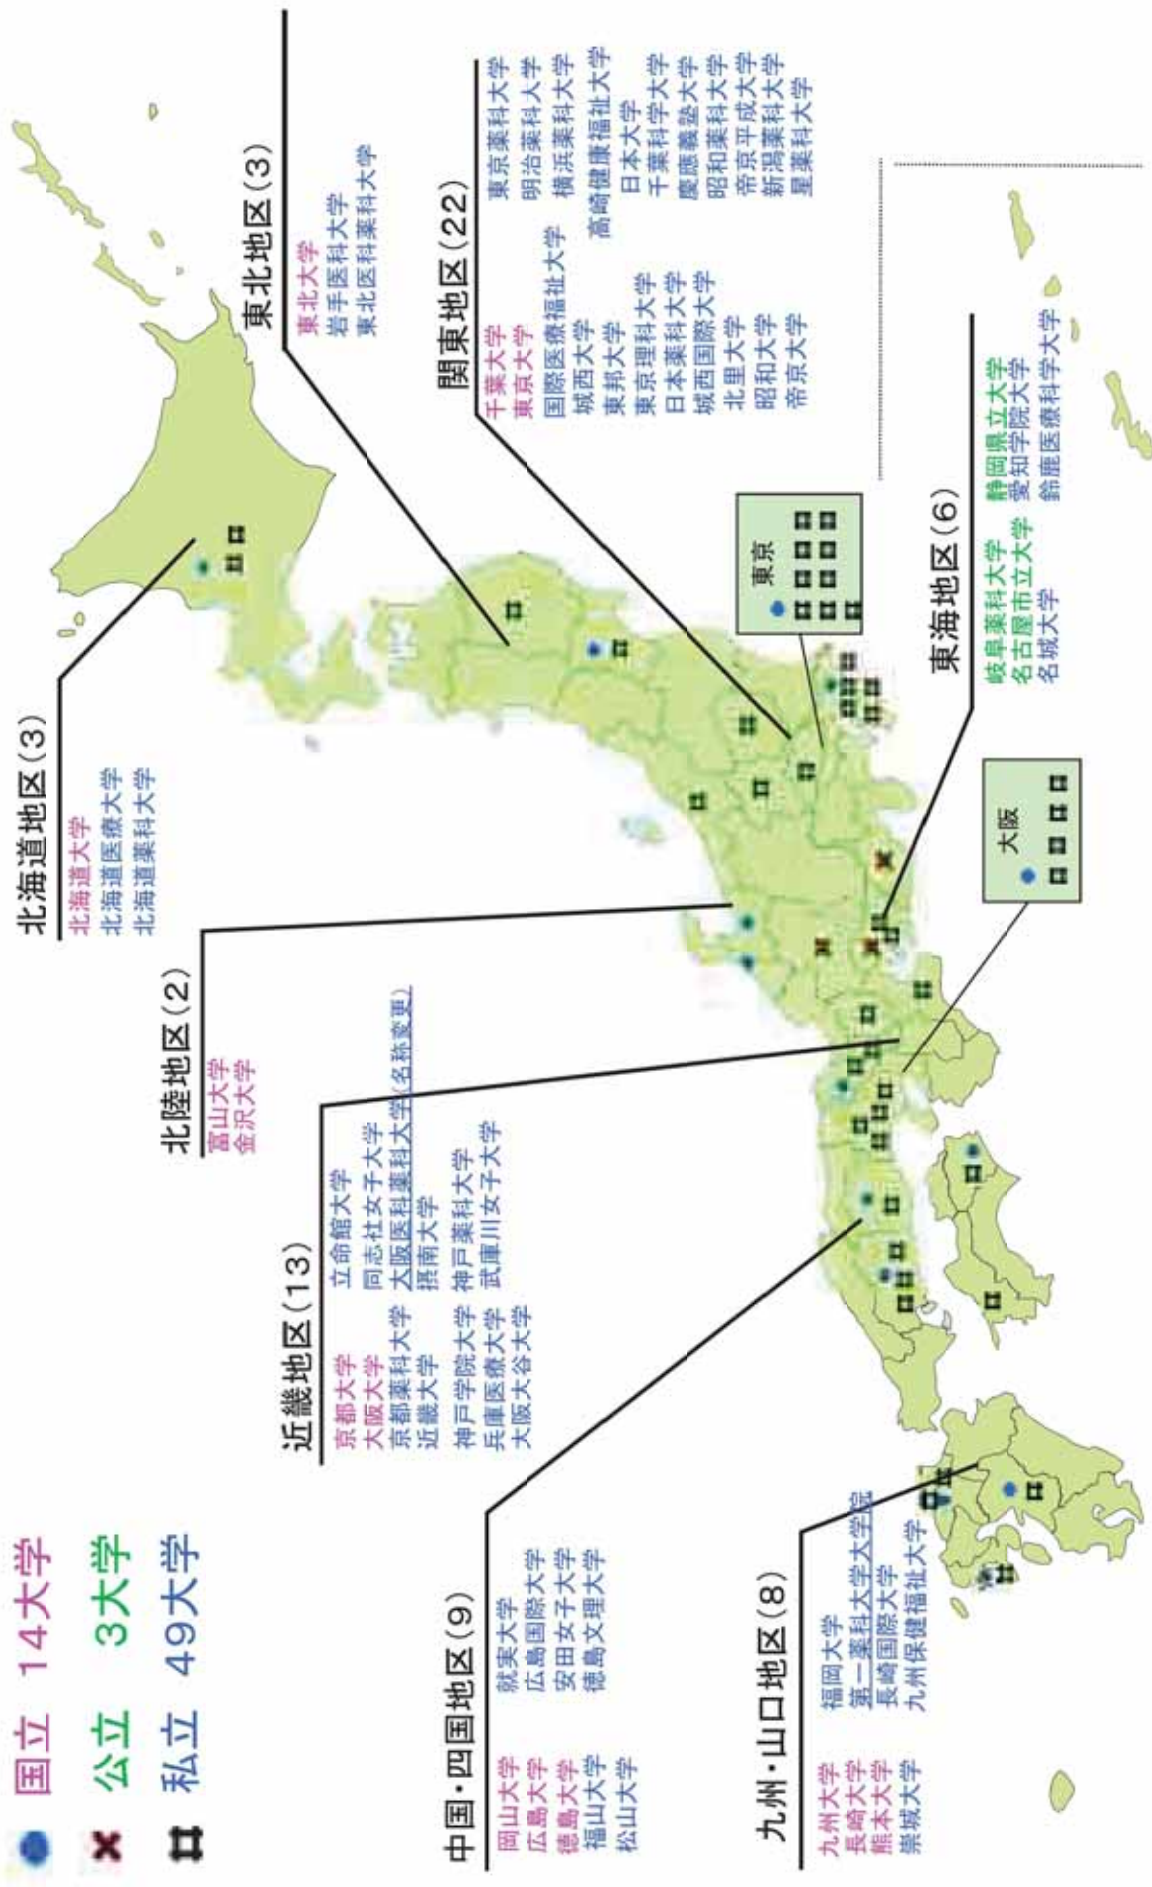 国立 14大学
公立 3大学
私立 49大学
北海道地区(3)
北海道大学
北海道医療大学
北海道薬科大学
東北地区(3)
東北大学
岩手医科大学
東北医科薬科大学
関東地区(22)
千葉大学
東京大学
国際医療福祉大学
城西大学
東邦大学
東京理科大学
日本薬科大学
城西国際大学
北里大学
昭和大学
帝京大学
東京薬科大学
明治薬科大学
横浜薬科大学
高崎健康福祉大学
日本大学
千葉科学大学
慶應義塾大学
昭和薬科大学
帝京平成大学
新潟薬科大学
星薬科大学
北陸地区(2)
富山大学
金沢大学
東京
東海地区(6)
岐阜薬科大学
名古屋市立大学
名城大学
静岡県立大学
愛知学院大学
鈴鹿医療科学大学
近畿地区(13)
京都大学
大阪大学
京都薬科大学
近畿大学
神戸学院大学
兵庫医療大学
大阪大谷大学
立命館大学
同志社女子大学
大阪医科薬科大学(名称変更)
摂南大学
神戸薬科大学
武庫川女子大学
大阪
中国・四国地区(9)
岡山大学
広島大学
徳島大学
福山大学
松山大学
就実大学
広島国際大学
安田女子大学
徳島文理大学
九州・山口地区(8)
九州大学
長崎大学
熊本大学
崇城大学
福岡大学
第一薬科大学大学院
長崎国際大学
九州保健福祉大学